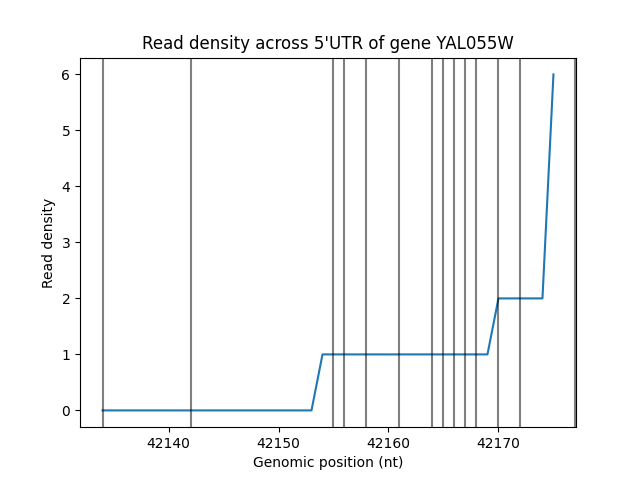 Read density across 5'UTR of gene YAL055W
6
5
4
3
2
1
0
Read density
42140 42150 42160 42170
Genomic position (nt)